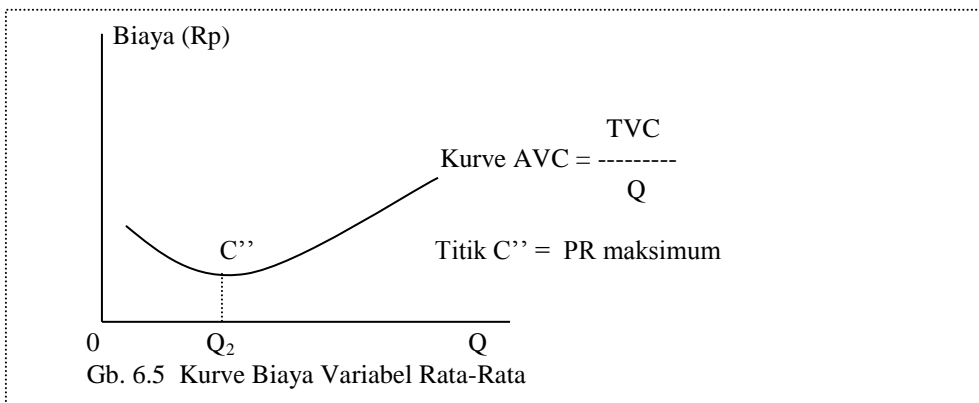 Biaya (Rp)
TVC
Kurve AVC = ---------
Q
C’’
Titik C’’ = PR maksimum
0 Q₂ Q
Gb. 6.5 Kurve Biaya Variabel Rata-Rata